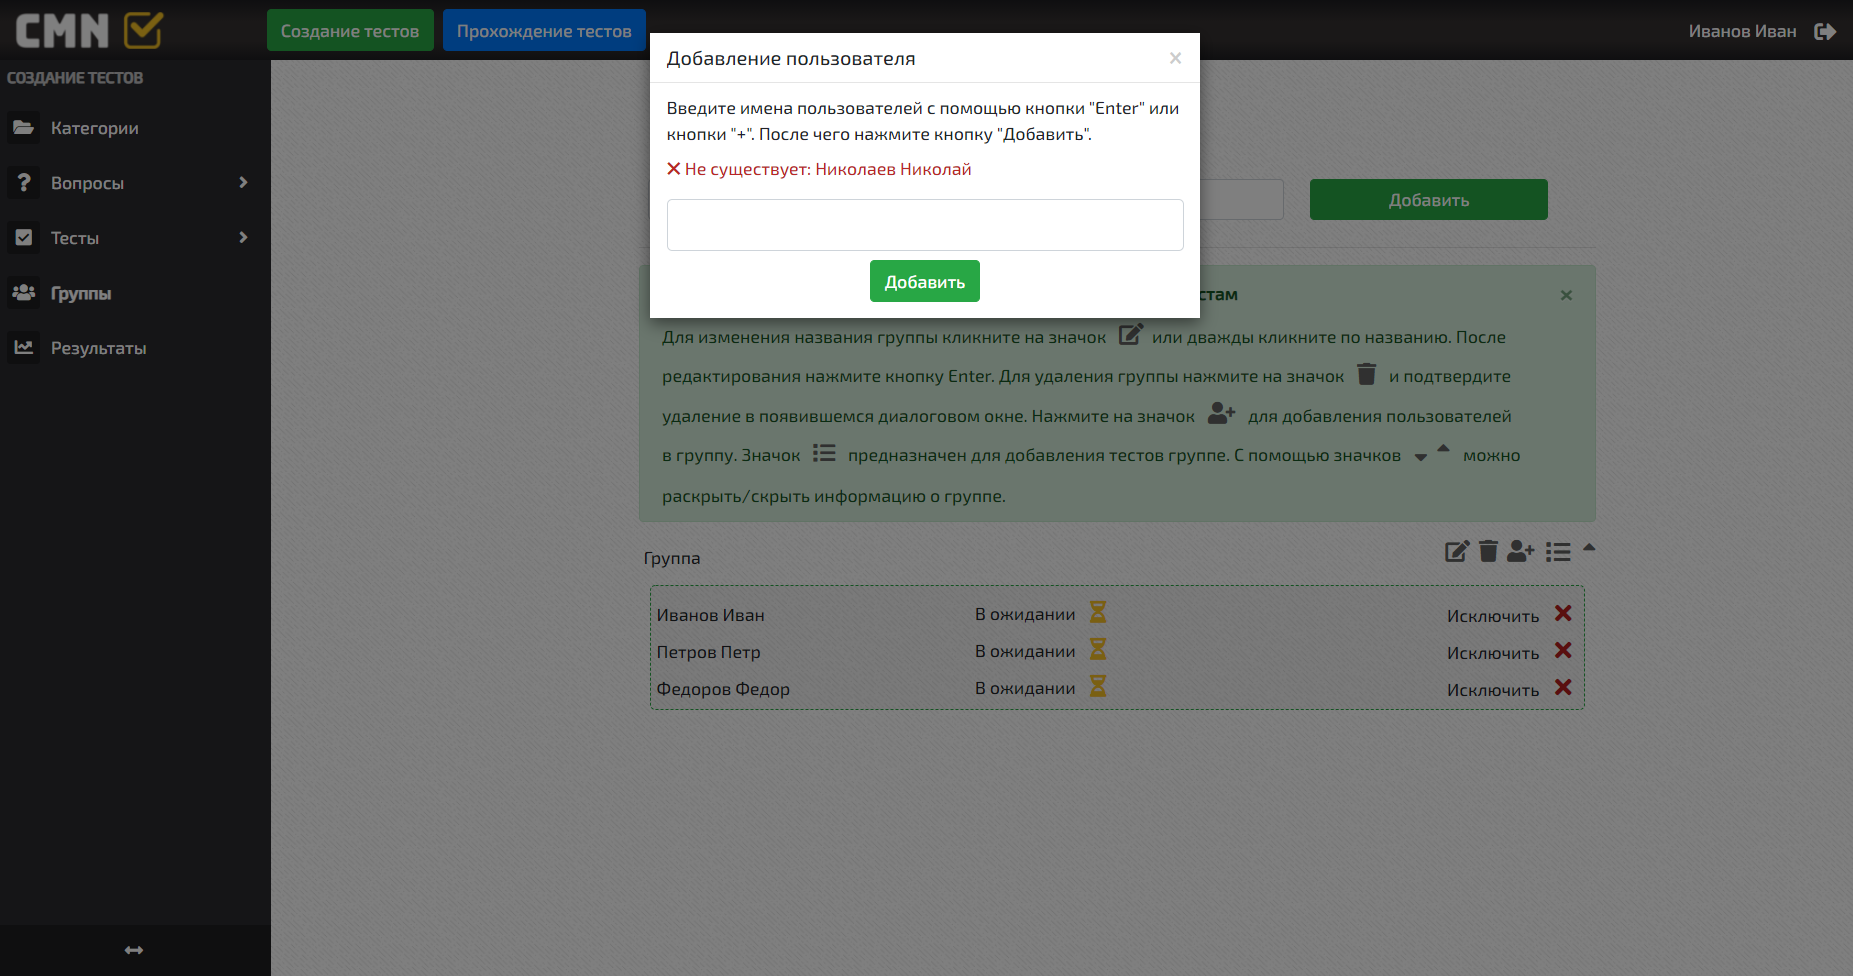 CMN
Создание тестов
Прохождение тестов
Иванов Иван
СОЗДАНИЕ ТЕСТОВ
Категории
Вопросы
Тесты
Группы
Результаты
Добавление пользователя
×
Введите имена пользователей с помощью кнопки "Enter" или
кнопки "+". После чего нажмите кнопку "Добавить".
Не существует: Николаев Николай
Добавить
Добавить
стам
×
Для изменения названия группы кликните на значок или дважды кликните по названию. После
редактирования нажмите кнопку Enter. Для удаления группы нажмите на значок и подтвердите
удаление в появившемся диалоговом окне. Нажмите на значок для добавления пользователей
в группу. Значок предназначен для добавления тестов группе. С помощью значков можно
раскрыть/скрыть информацию о группе.
Группа
Иванов Иван В ожидании Исключить
Петров Петр В ожидании Исключить
Федоров Федор В ожидании Исключить